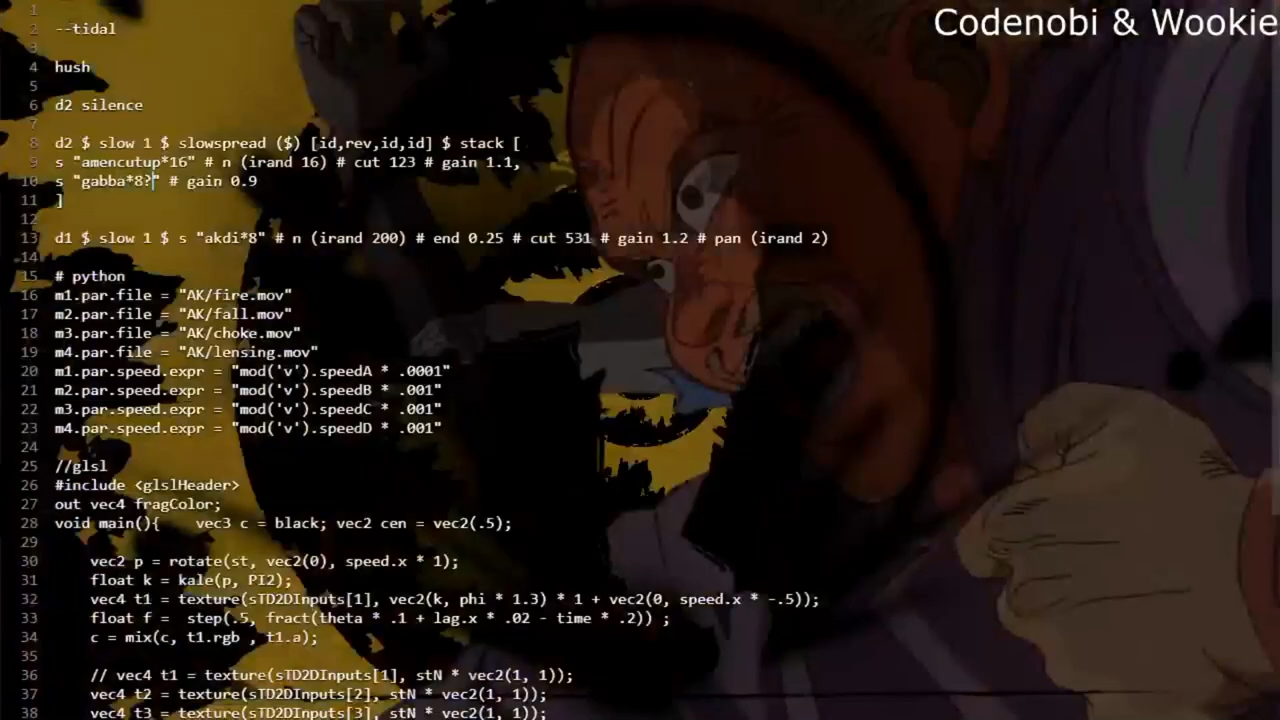 Codenobi & Wookie
1
2 --tidal
3
4 hush
5
6 d2 silence
7
8 d2 $ slow 1 $ slowspread ($) [id,rev,id,id] $ stack [
9 s "amencutup*16" # n (irand 16) # cut 123 # gain 1.1,
10 s "gabba*8?" # gain 0.9
11 ]
12
13 d1 $ slow 1 $ s "akdi*8" # n (irand 200) # end 0.25 # cut 531 # gain 1.2 # pan (irand 2)
14
15 # python
16 m1.par.file = "AK/fire.mov"
17 m2.par.file = "AK/fall.mov"
18 m3.par.file = "AK/choke.mov"
19 m4.par.file = "AK/lensing.mov"
20 m1.par.speed.expr = "mod('v').speedA * .0001"
21 m2.par.speed.expr = "mod('v').speedB * .001"
22 m3.par.speed.expr = "mod('v').speedC * .001"
23 m4.par.speed.expr = "mod('v').speedD * .001"
24
25 //glsl
26 #include <glslHeader>
27 out vec4 fragColor;
28 void main(){    vec3 c = black; vec2 cen = vec2(.5);
29
30     vec2 p = rotate(st, vec2(0), speed.x * 1);
31     float k = kale(p, PI2);
32     vec4 t1 = texture(sTD2DInputs[1], vec2(k, phi * 1.3) * 1 + vec2(0, speed.x * -.5));
33     float f =  step(.5, fract(theta * .1 + lag.x * .02 - time * .2)) ;
34     c = mix(c, t1.rgb , t1.a);
35
36     // vec4 t1 = texture(sTD2DInputs[1], stN * vec2(1, 1));
37     vec4 t2 = texture(sTD2DInputs[2], stN * vec2(1, 1));
38     vec4 t3 = texture(sTD2DInputs[3], stN * vec2(1, 1));